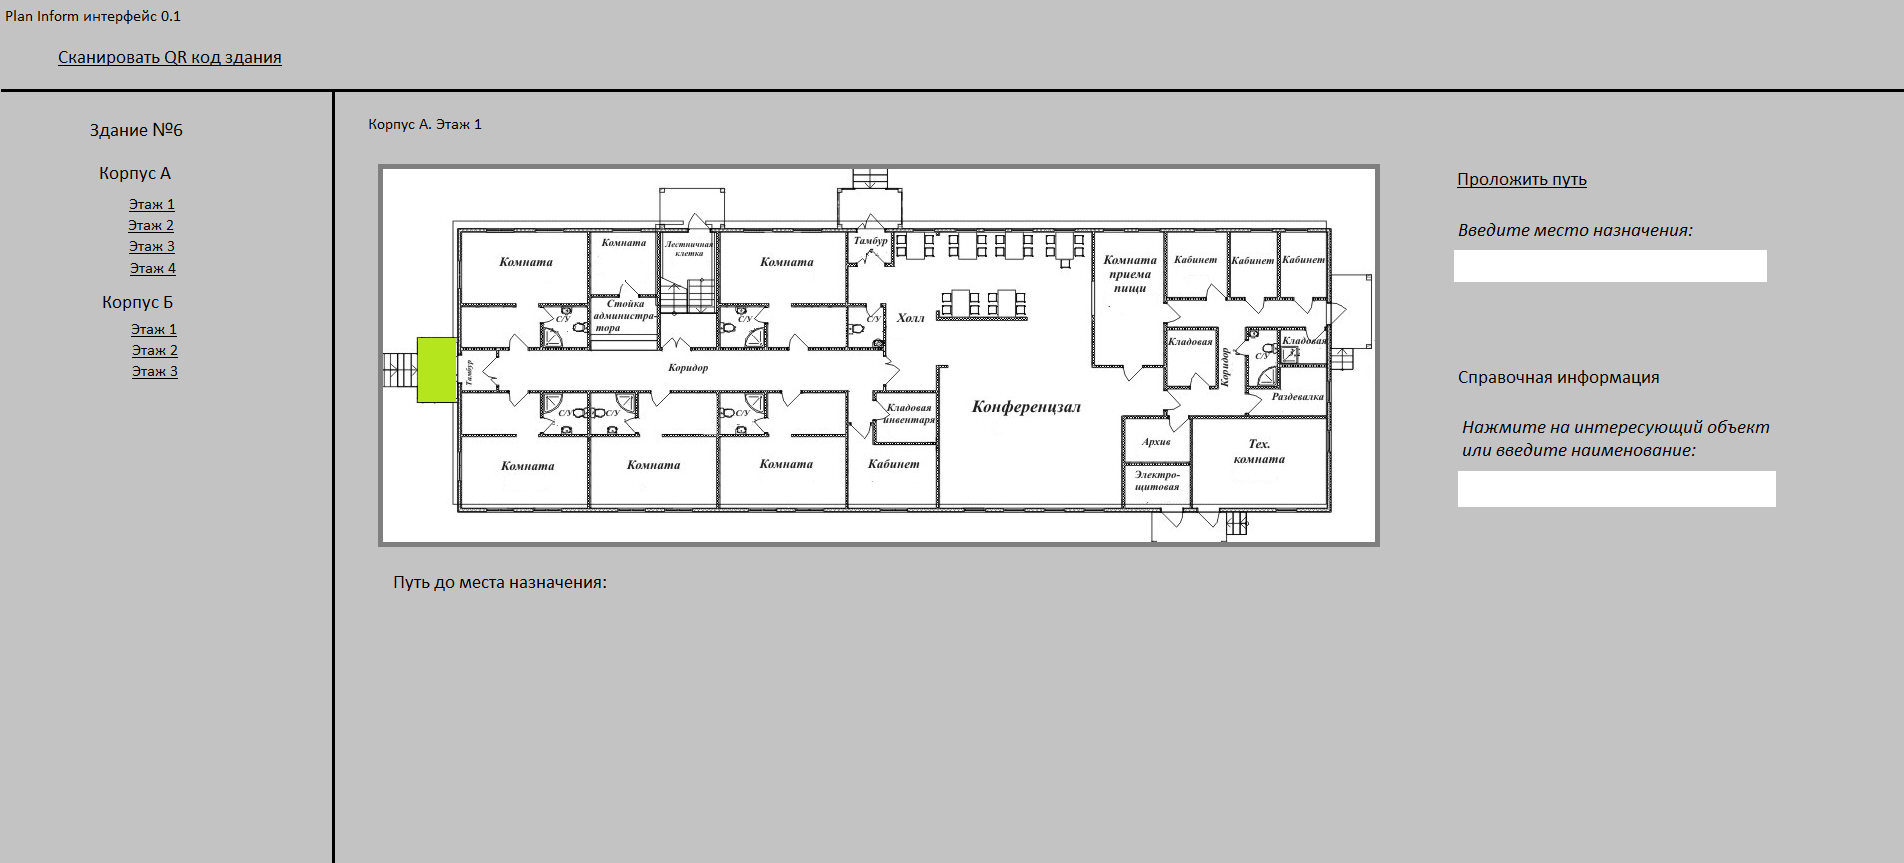 Plan Inform интерфейс 0.1
Сканировать QR код здания
Здание №6
Корпус А
Этаж 1
Этаж 2
Этаж 3
Этаж 4
Корпус Б
Этаж 1
Этаж 2
Этаж 3
Корпус А. Этаж 1
Комната
Комната
Лестничная
клетка
Комната
Тамбур
Комната
приема
пищи
Кабинет
Кабинет
Кабинет
С/У
Стойка
администра-
тора
С/У
С/У
Холл
Кладовая
Коридор
С/У
Кладовая
Тамбур
Коридор
Раздевалка
С/У
С/У
С/У
Кладовая
инвентаря
Конференцзал
Комната
Комната
Комната
Кабинет
Архив
Электро-
щитовая
Тех.
комната
Путь до места назначения:
Проложить путь
Введите место назначения:
Справочная информация
Нажмите на интересующий объект
или введите наименование: